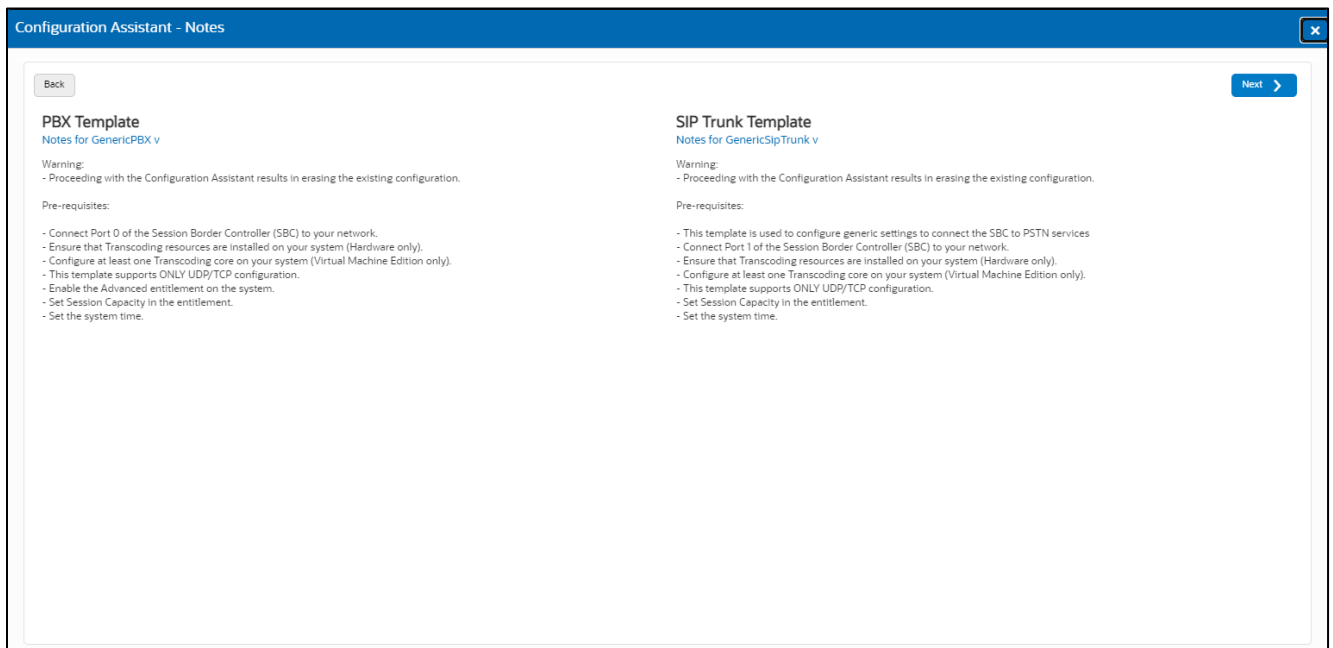 Configuration Assistant - Notes
Back
Next
PBX Template
Notes for GenericPBX v
Warning:
- Proceeding with the Configuration Assistant results in erasing the existing configuration.
Pre-requisites:
- Connect Port 0 of the Session Border Controller (SBC) to your network.
- Ensure that Transcoding resources are installed on your system (Hardware only).
- Configure at least one Transcoding core on your system (Virtual Machine Edition only).
- This template supports ONLY UDP/TCP configuration.
- Enable the Advanced entitlement on the system.
- Set Session Capacity in the entitlement.
- Set the system time.
SIP Trunk Template
Notes for GenericSipTrunk v
Warning:
- Proceeding with the Configuration Assistant results in erasing the existing configuration.
Pre-requisites:
- This template is used to configure generic settings to connect the SBC to PSTN services
- Connect Port 1 of the Session Border Controller (SBC) to your network.
- Ensure that Transcoding resources are installed on your system (Hardware only).
- Configure at least one Transcoding core on your system (Virtual Machine Edition only).
- This template supports ONLY UDP/TCP configuration.
- Set Session Capacity in the entitlement.
- Set the system time.